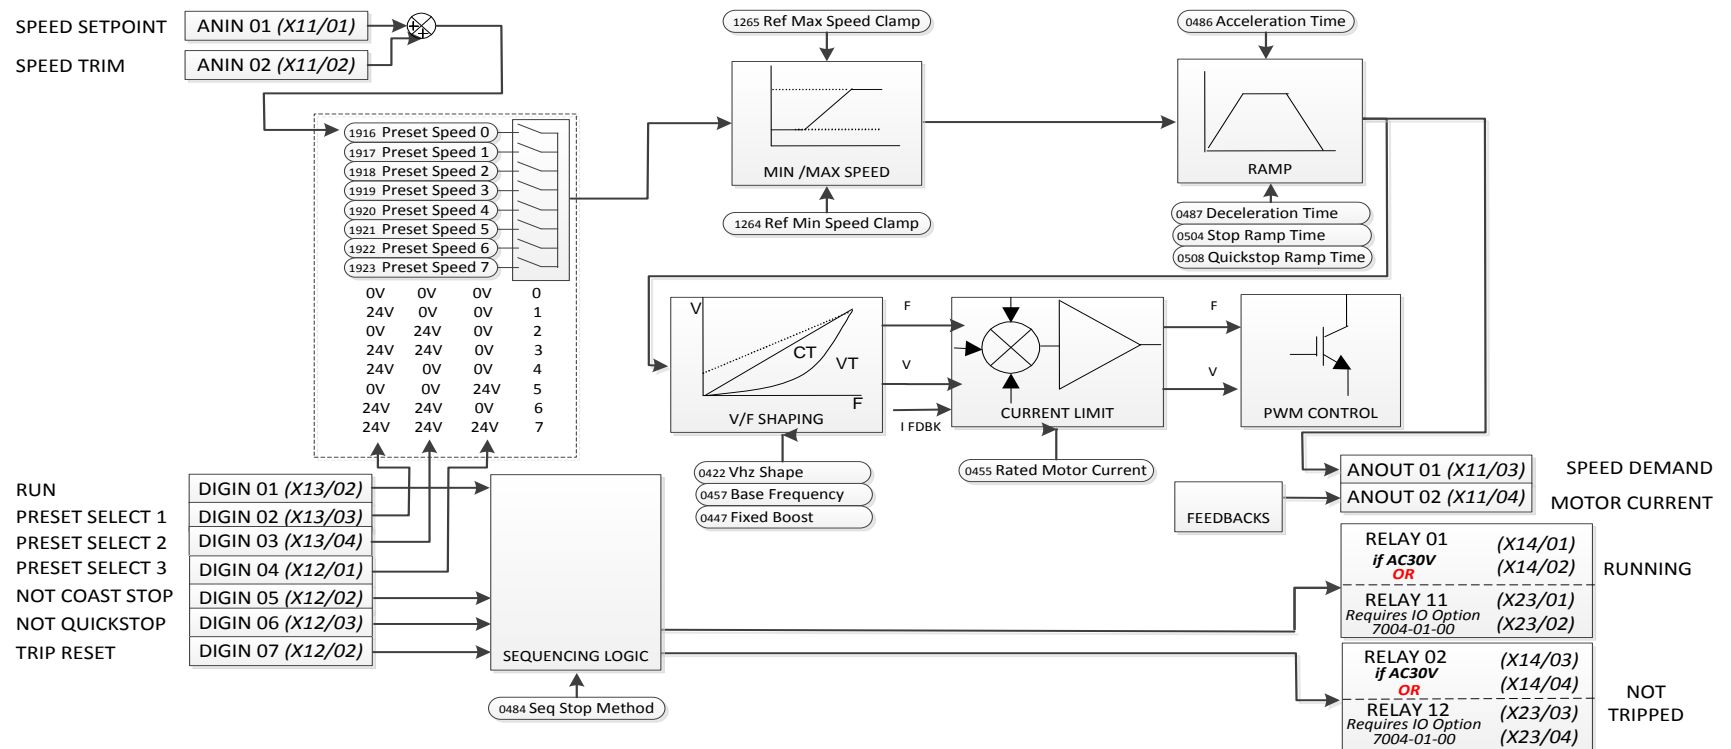 SPEED SETPOINT
ANIN 01 (X11/01)
SPEED TRIM
ANIN 02 (X11/02)
+
+
1916 Preset Speed 0
1917 Preset Speed 1
1918 Preset Speed 2
1919 Preset Speed 3
1920 Preset Speed 4
1921 Preset Speed 5
1922 Preset Speed 6
1923 Preset Speed 7
0V 0V 0V 0
24V 0V 0V 1
0V 24V 0V 2
24V 24V 0V 3
24V 0V 0V 4
0V 0V 24V 5
24V 24V 0V 6
24V 24V 24V 7
1265 Ref Max Speed Clamp
MIN /MAX SPEED
1264 Ref Min Speed Clamp
0486 Acceleration Time
RAMP
0487 Deceleration Time
0504 Stop Ramp Time
0508 Quickstop Ramp Time
V
CT
VT
F
V/F SHAPING
0422 Vhz Shape
0457 Base Frequency
0447 Fixed Boost
F
V
I FDBK
CURRENT LIMIT
0455 Rated Motor Current
F
V
PWM CONTROL
RUN
DIGIN 01 (X13/02)
PRESET SELECT 1
DIGIN 02 (X13/03)
PRESET SELECT 2
DIGIN 03 (X13/04)
PRESET SELECT 3
DIGIN 04 (X12/01)
NOT COAST STOP
DIGIN 05 (X12/02)
NOT QUICKSTOP
DIGIN 06 (X12/03)
TRIP RESET
DIGIN 07 (X12/02)
SEQUENCING LOGIC
0484 Seq Stop Method
FEEDBACKS
ANOUT 01 (X11/03)
SPEED DEMAND
ANOUT 02 (X11/04)
MOTOR CURRENT
RELAY 01 (X14/01)
if AC30V (X14/02)
OR
RELAY 11 (X23/01)
Requires IO Option
7004-01-00 (X23/02)
RUNNING
RELAY 02 (X14/03)
if AC30V (X14/04)
OR
RELAY 12 (X23/03)
Requires IO Option
7004-01-00 (X23/04)
NOT
TRIPPED